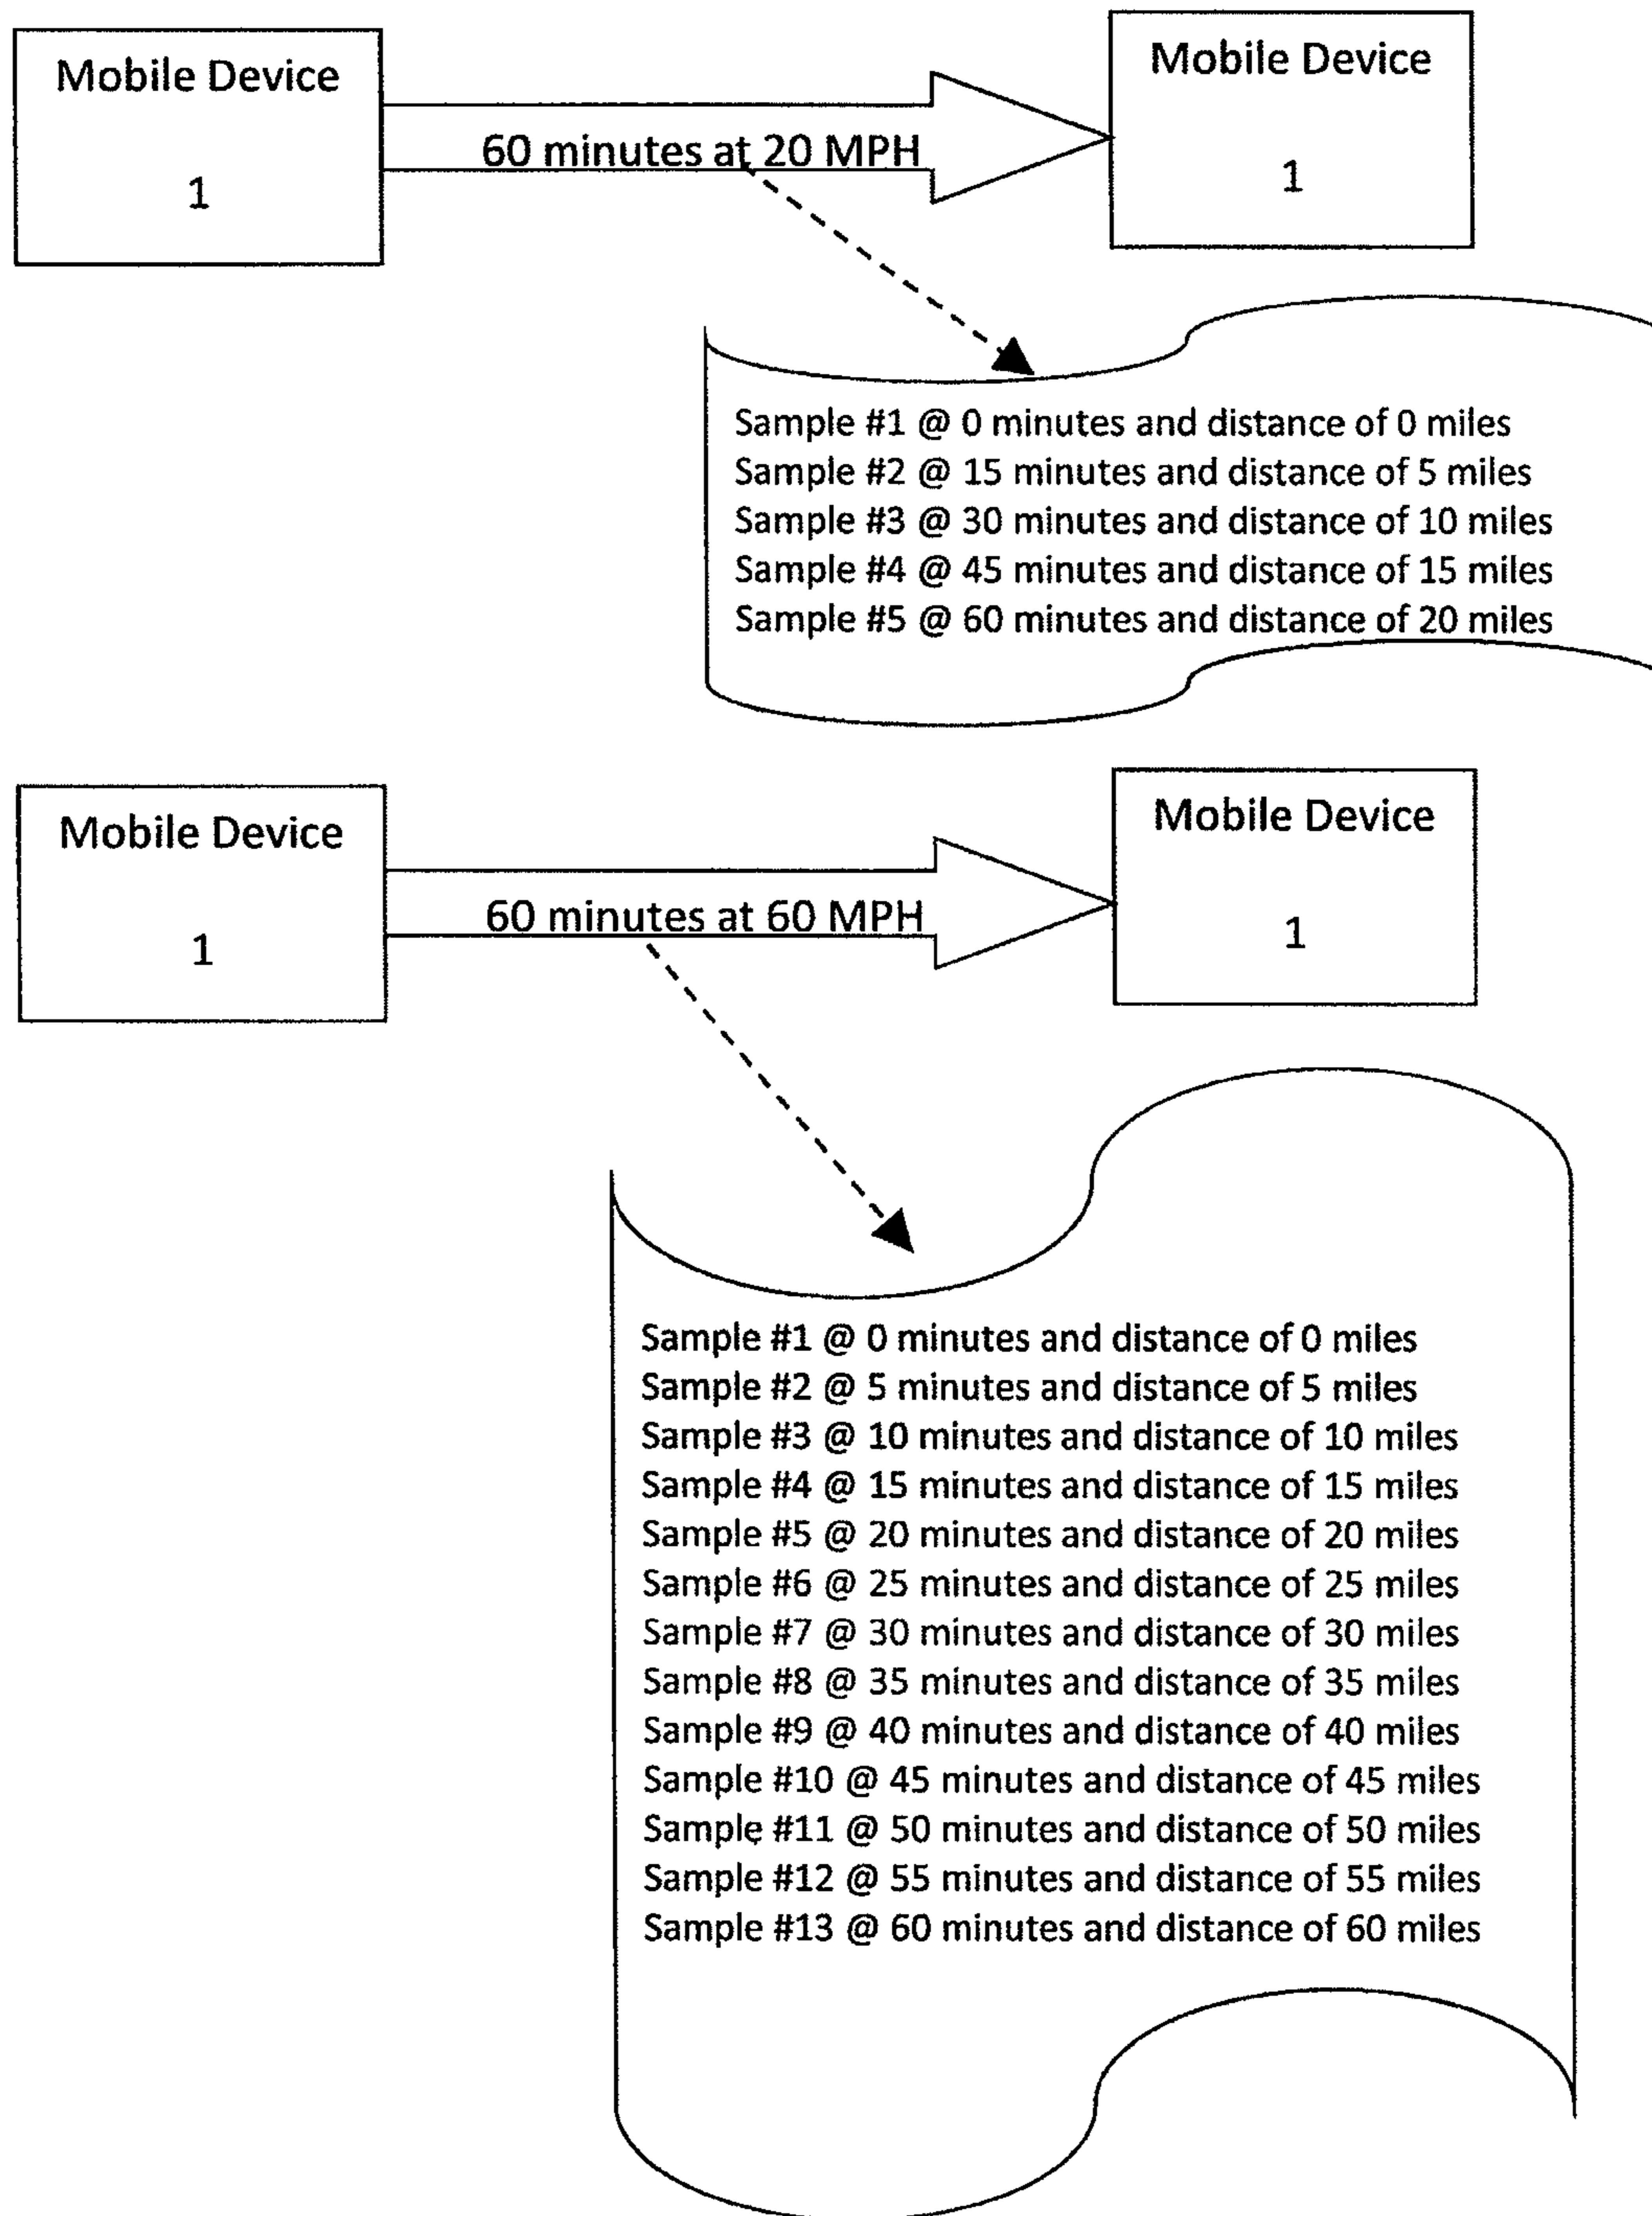 Mobile Device
1
60 minutes at 20 MPH
Mobile Device
1
Sample #1 @ 0 minutes and distance of 0 miles
Sample #2 @ 15 minutes and distance of 5 miles
Sample #3 @ 30 minutes and distance of 10 miles
Sample #4 @ 45 minutes and distance of 15 miles
Sample #5 @ 60 minutes and distance of 20 miles
Mobile Device
1
60 minutes at 60 MPH
Mobile Device
1
Sample #1 @ 0 minutes and distance of 0 miles
Sample #2 @ 5 minutes and distance of 5 miles
Sample #3 @ 10 minutes and distance of 10 miles
Sample #4 @ 15 minutes and distance of 15 miles
Sample #5 @ 20 minutes and distance of 20 miles
Sample #6 @ 25 minutes and distance of 25 miles
Sample #7 @ 30 minutes and distance of 30 miles
Sample #8 @ 35 minutes and distance of 35 miles
Sample #9 @ 40 minutes and distance of 40 miles
Sample #10 @ 45 minutes and distance of 45 miles
Sample #11 @ 50 minutes and distance of 50 miles
Sample #12 @ 55 minutes and distance of 55 miles
Sample #13 @ 60 minutes and distance of 60 miles